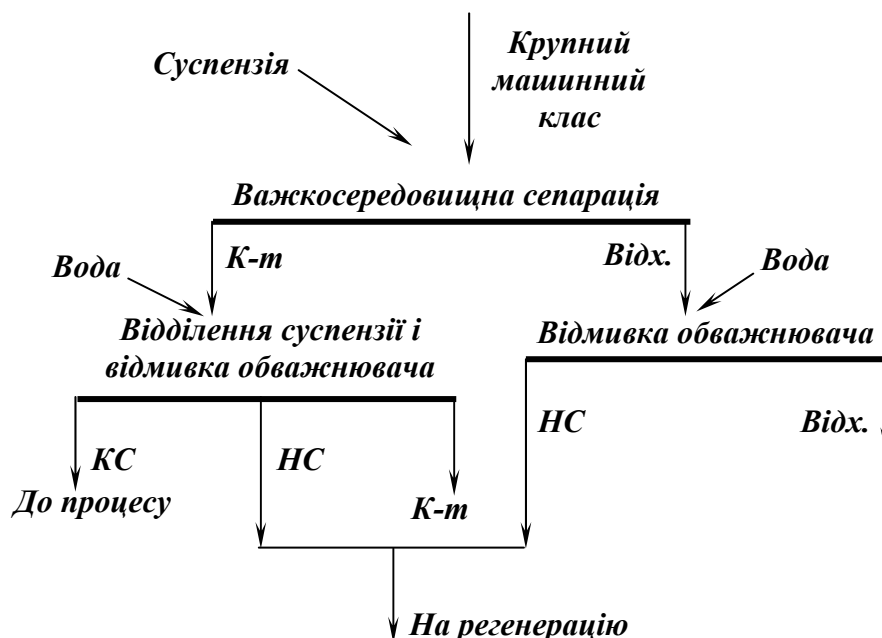 Суспензія
Крупний
машинний
клас
Важкосередовищна сепарація
Вода
К-т
Відх.
Вода
Відділення суспензії і
відмивка обважнювача
Відмивка обважнювача
КС
НС
НС
Відх.
До процесу
К-т
На регенерацію